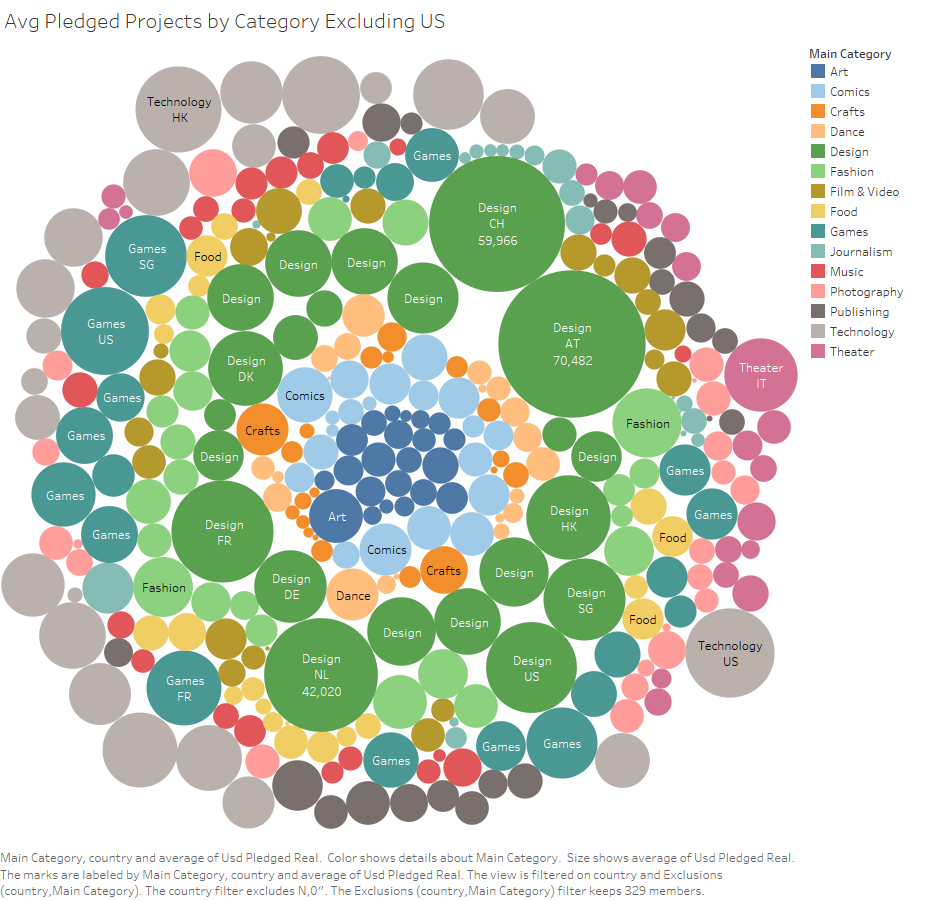 Avg Pledged Projects by Category Excluding US
Main Category
Art
Comics
Crafts
Dance
Design
Fashion
Film & Video
Food
Games
Journalism
Music
Photography
Publishing
Technology
Theater
Technology
HK
Games
Design
CH
59,966
Games
SG
Food
Design
Design
Design
Design
Games
US
Design
AT
70,482
Design
DK
Theater
IT
Comics
Games
Crafts
Fashion
Games
Design
Design
Games
Games
Art
Design
HK
Games
Design
FR
Games
Food
Comics
Crafts
Design
Fashion
Design
DE
Dance
Design
SG
Food
Design
Design
Technology
US
Design
NL
42,020
Design
US
Games
FR
Games
Games
Games
Main Category, country and average of Usd Pledged Real.  Color shows details about Main Category.  Size shows average of Usd Pledged Real.
The marks are labeled by Main Category, country and average of Usd Pledged Real. The view is filtered on country and Exclusions
(country,Main Category). The country filter excludes N,0". The Exclusions (country,Main Category) filter keeps 329 members.